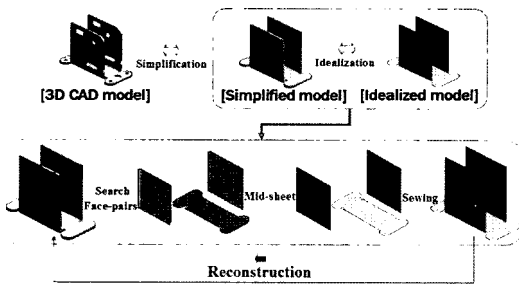 Simplification
Idealization
[3D CAD model]
[Simplified model]
[Idealized model]
Search
Face-pairs
Mid-sheet
Sewing
Reconstruction